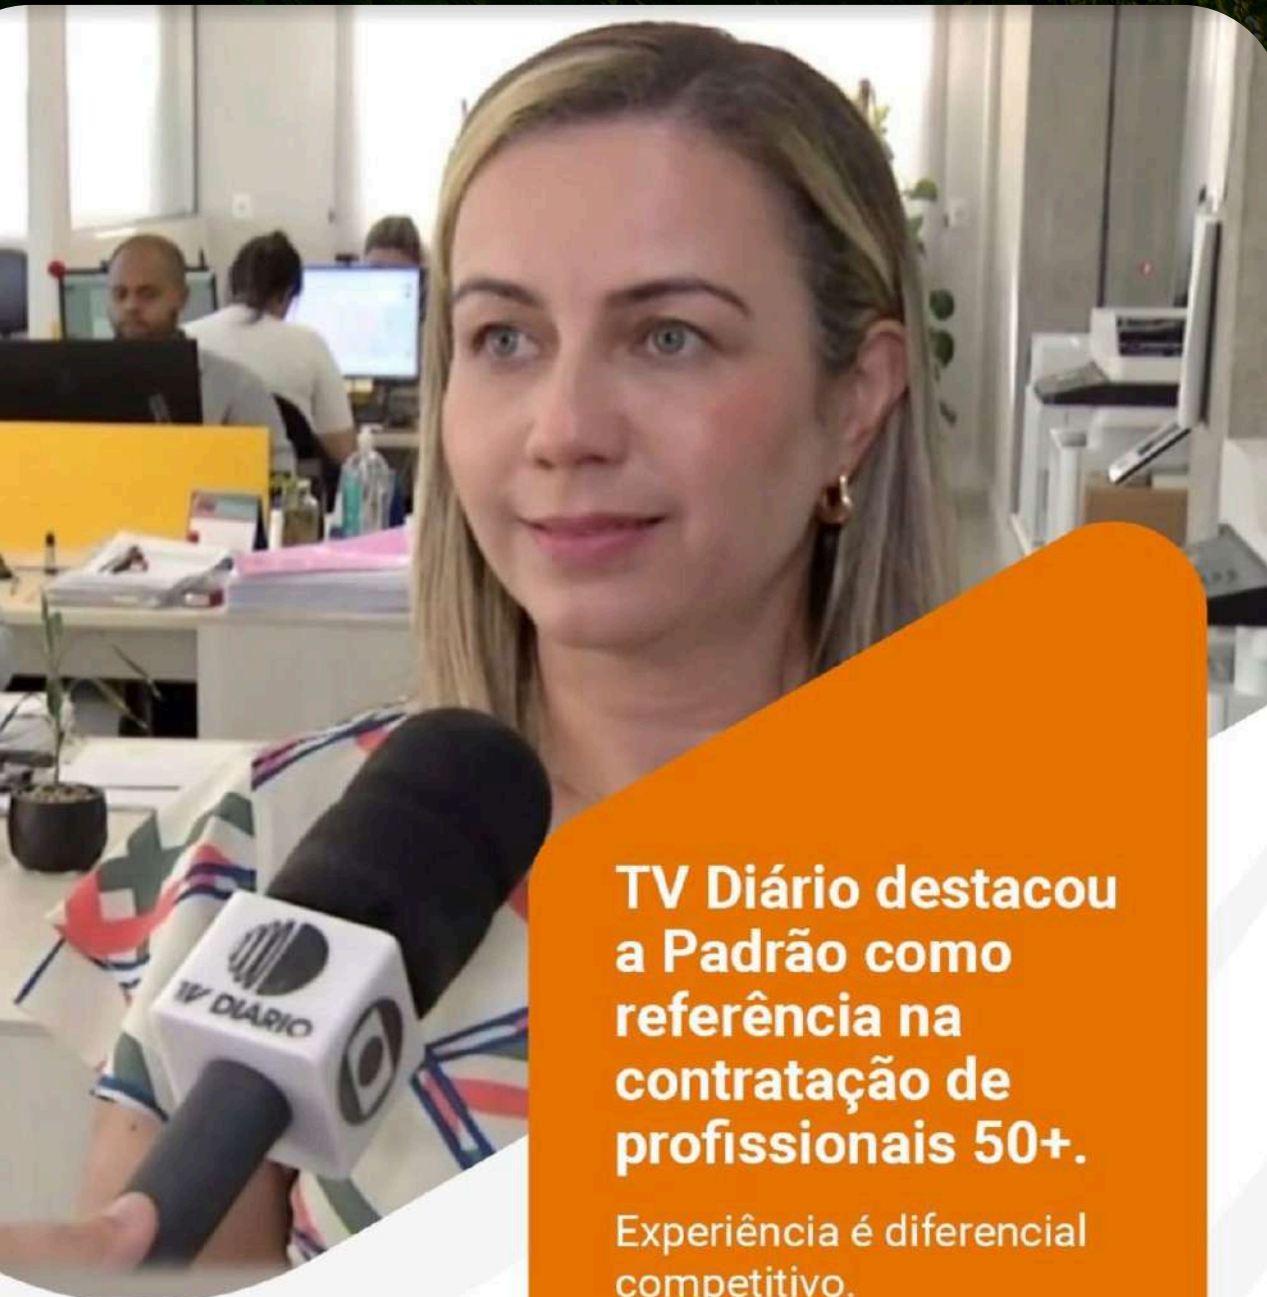 TV DIARIO
TV Diário destacou
a Padrão como
referência na
contratação de
profissionais 50+.
Experiência é diferencial
competitivo.